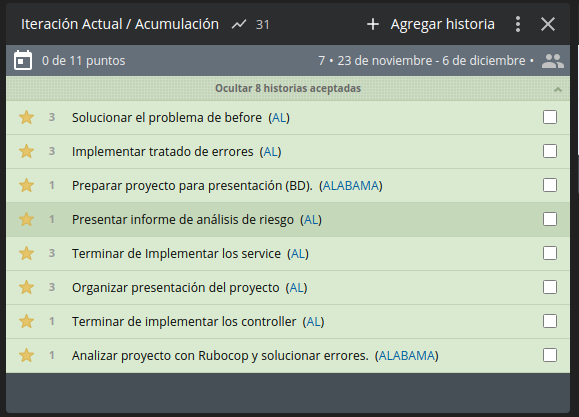 Iteración Actual / Acumulación 31 + Agregar historia
0 de 11 puntos 7 • 23 de noviembre - 6 de diciembre •
Ocultar 8 historias aceptadas
3 Solucionar el problema de before (AL)
3 Implementar tratado de errores (AL)
1 Preparar proyecto para presentación (BD). (ALABAMA)
1 Presentar informe de análisis de riesgo (AL)
3 Terminar de Implementar los service (AL)
3 Organizar presentación del proyecto (AL)
1 Terminar de implementar los controller (AL)
1 Analizar proyecto con Rubocop y solucionar errores. (ALABAMA)